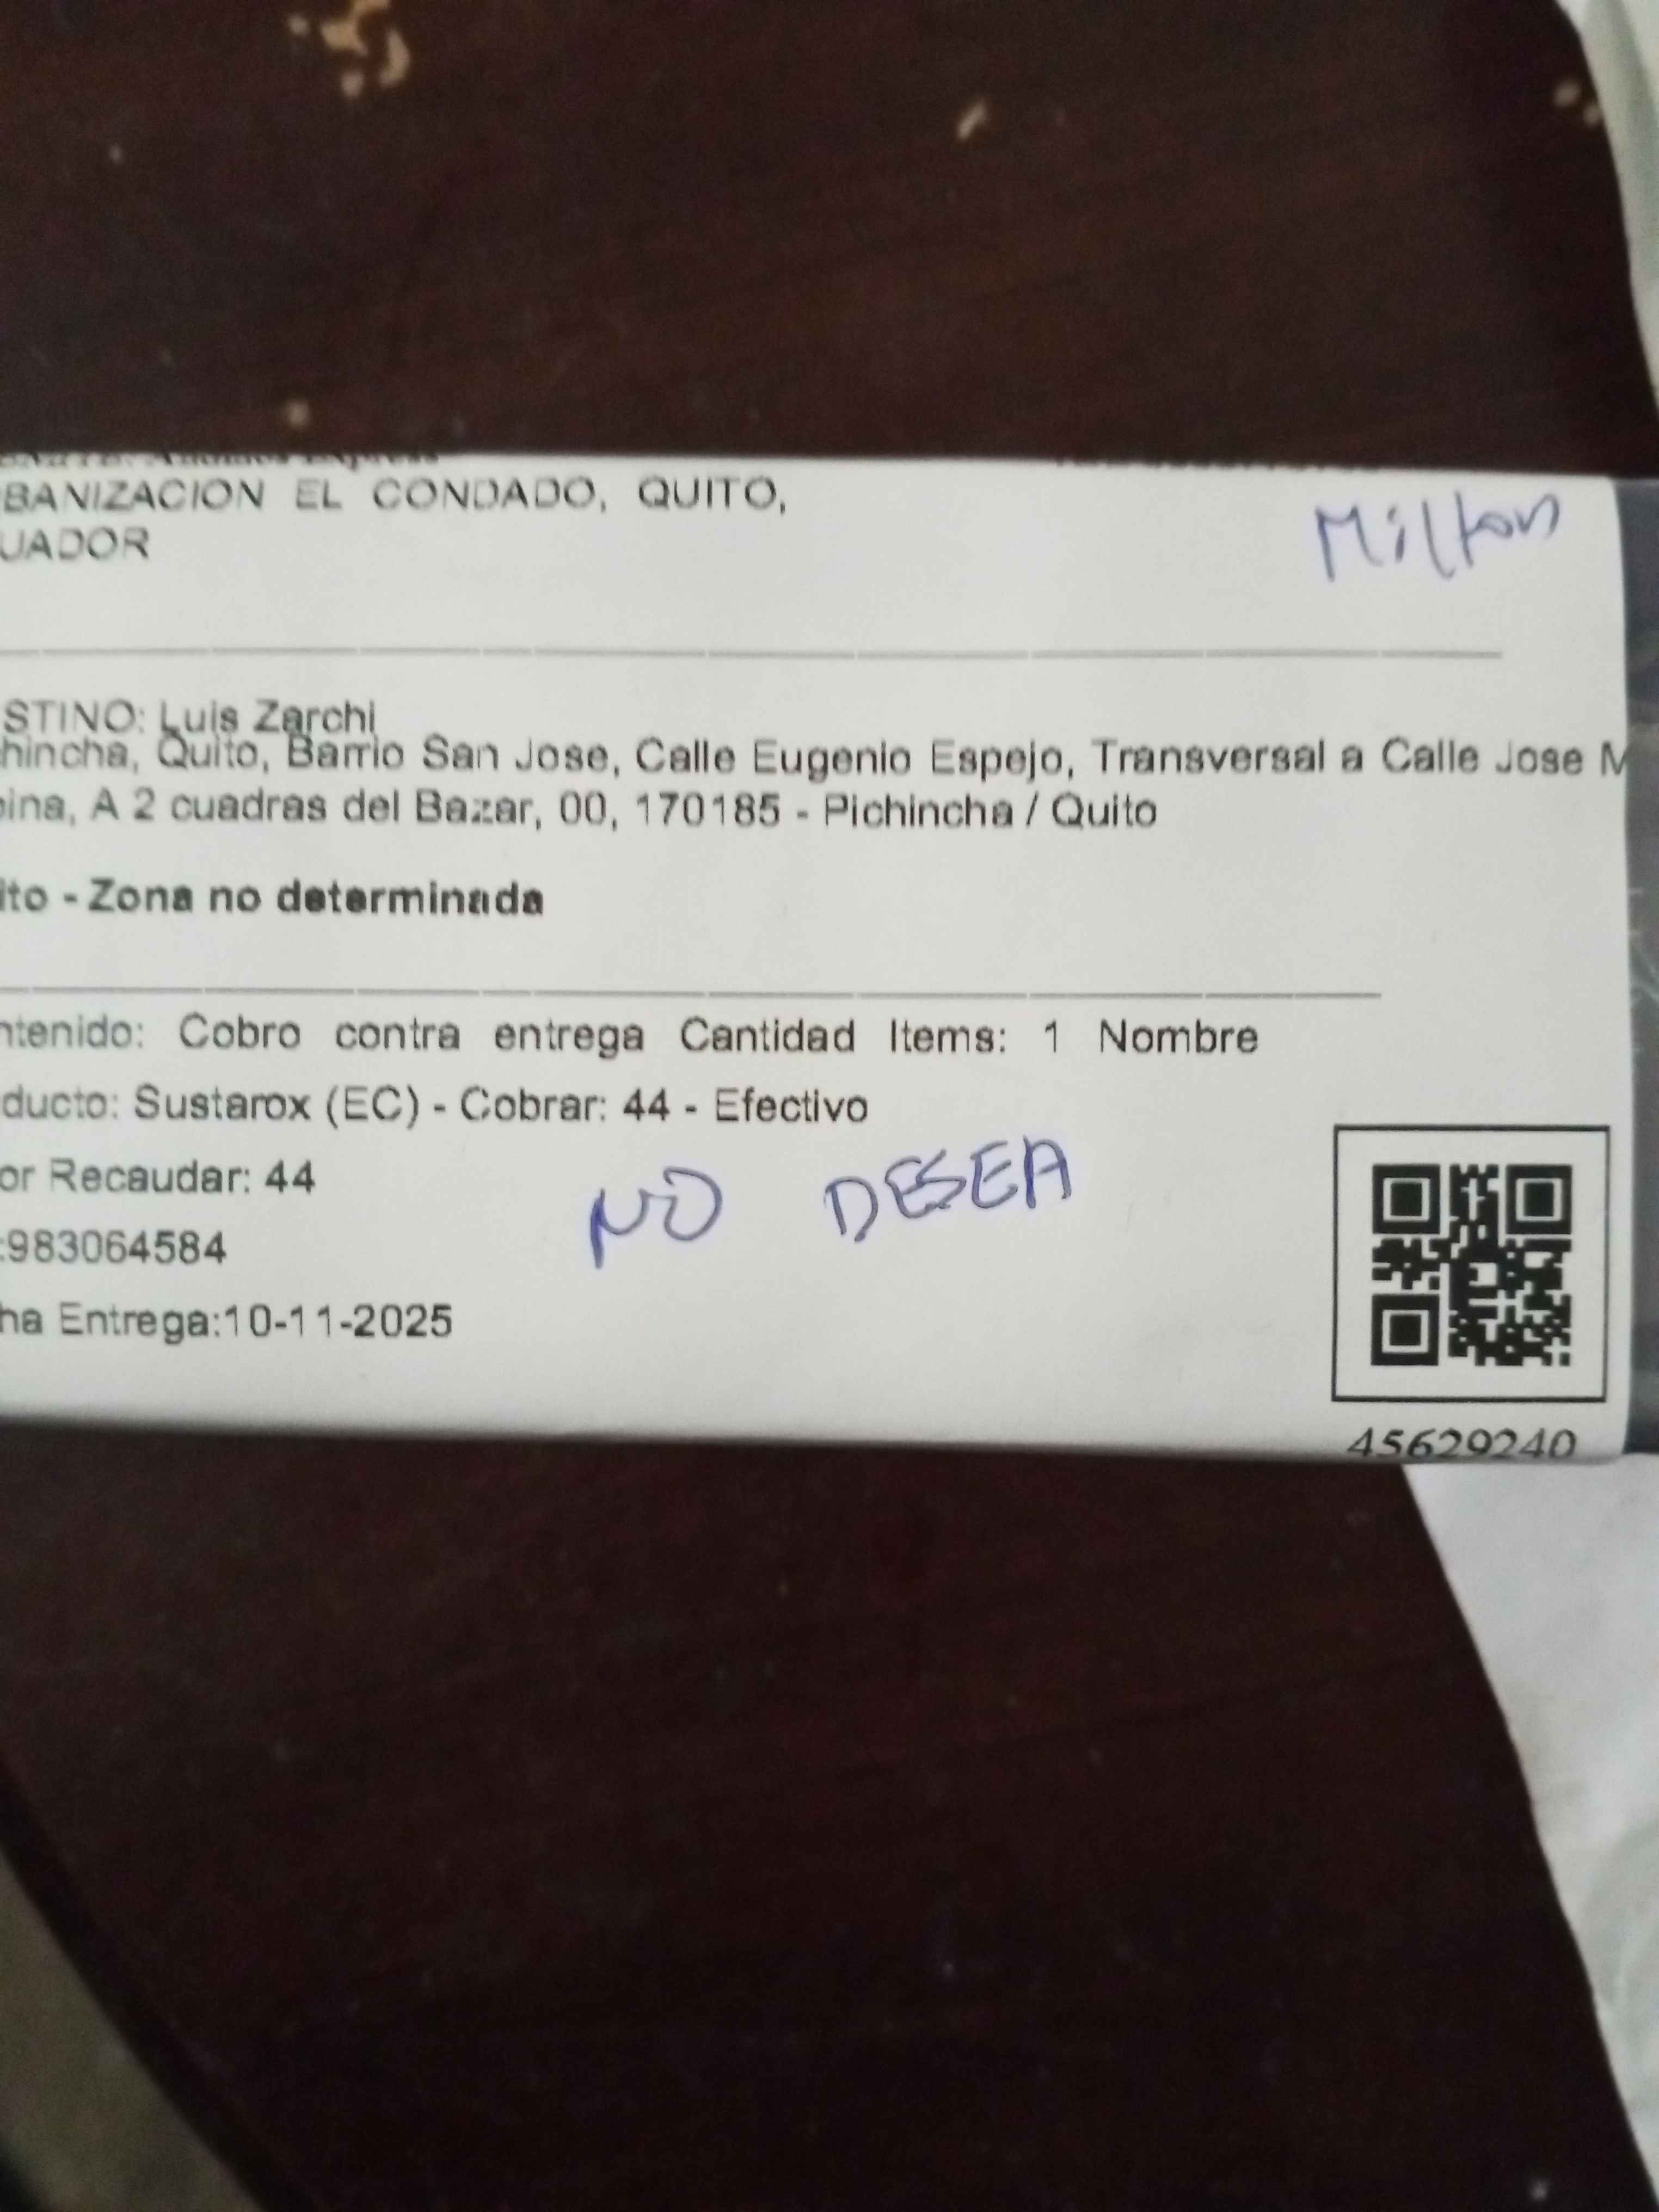 BANIZACION EL CONDADO, QUITO,
UADOR
Milton
STINO: Luis Zarchi
hincha, Quito, Barrio San Jose, Calle Eugenio Espejo, Transversal a Calle Jose M
ina, A 2 cuadras del Bazar, 00, 170185 - Pichincha / Quito
ito - Zona no determinada
ntenido: Cobro contra entrega Cantidad Items: 1 Nombre
ducto: Sustarox (EC) - Cobrar: 44 - Efectivo
or Recaudar: 44
NO DESEA
:983064584
ha Entrega:10-11-2025
45629240